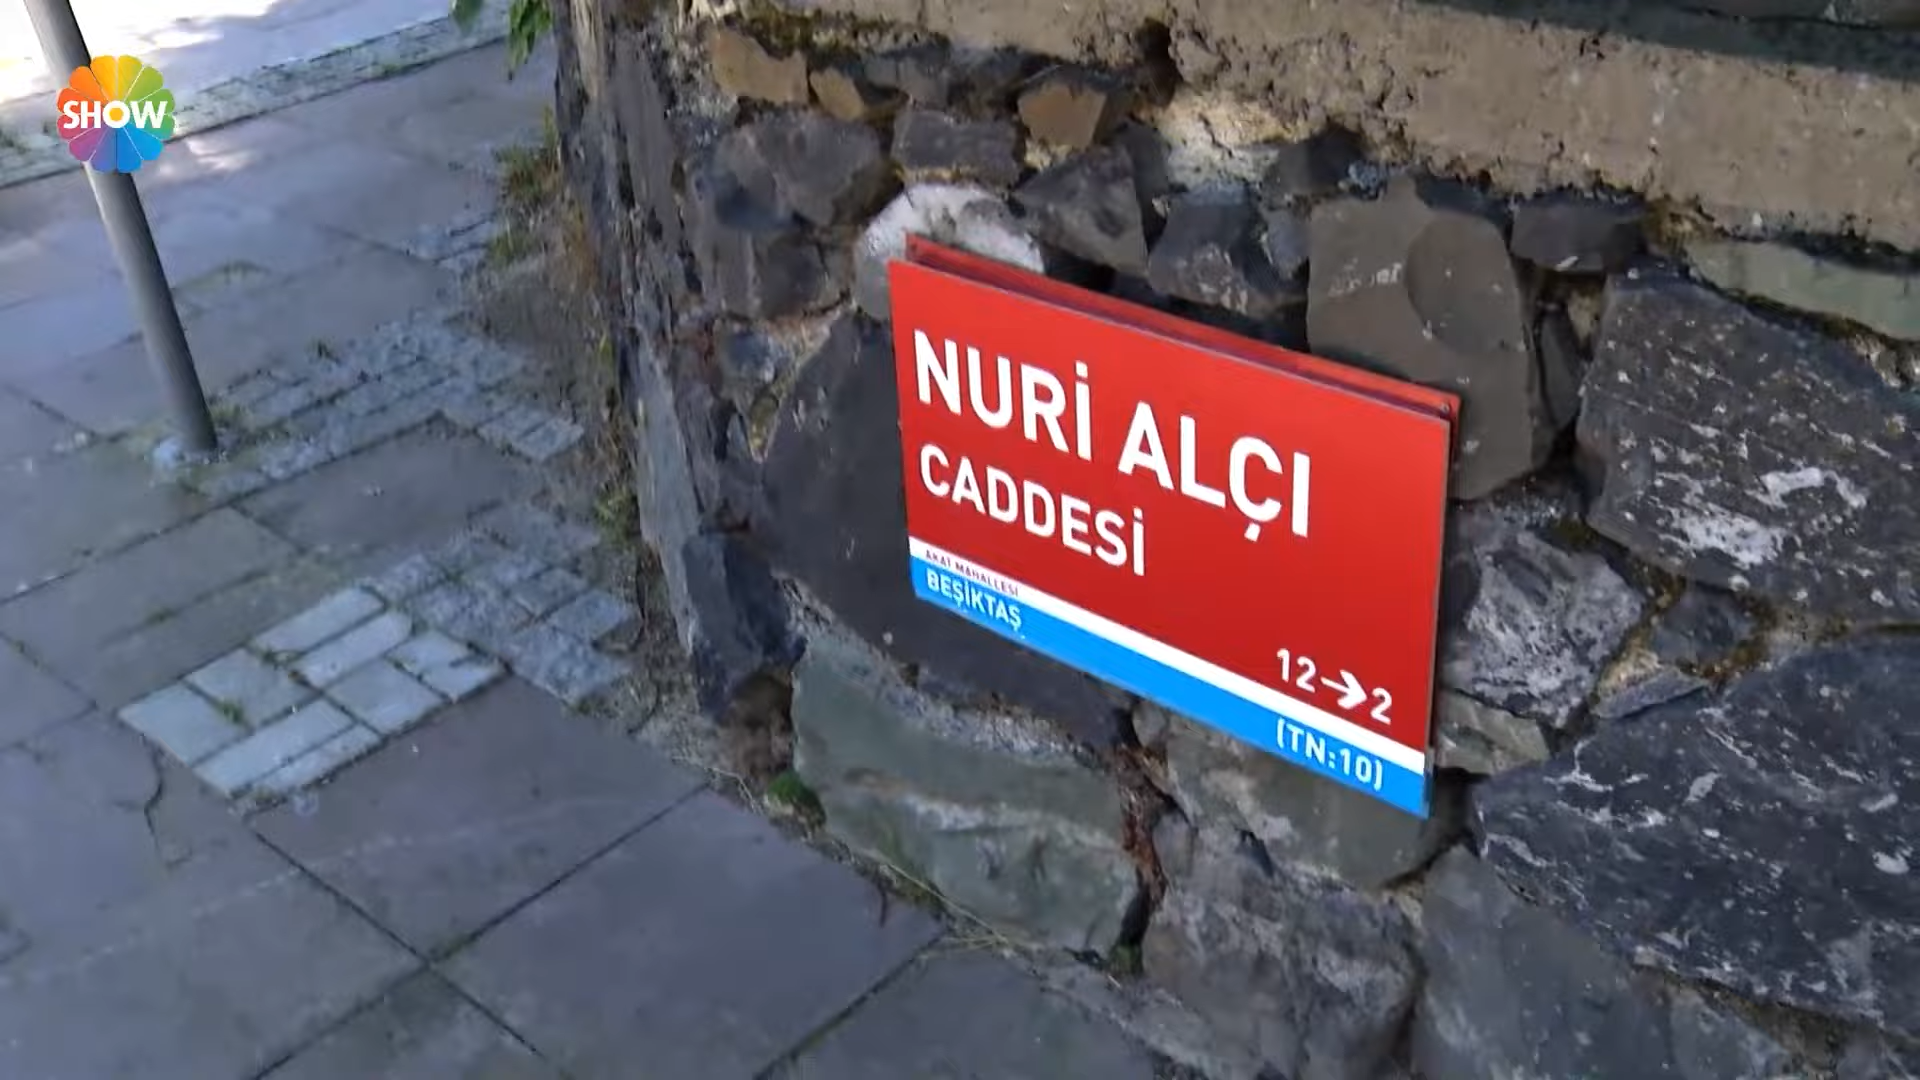 SHOW
NURİ ALÇI
CADDESİ
AKAT MAHALLESİ
BEŞİKTAŞ
12→2
(TN:10)